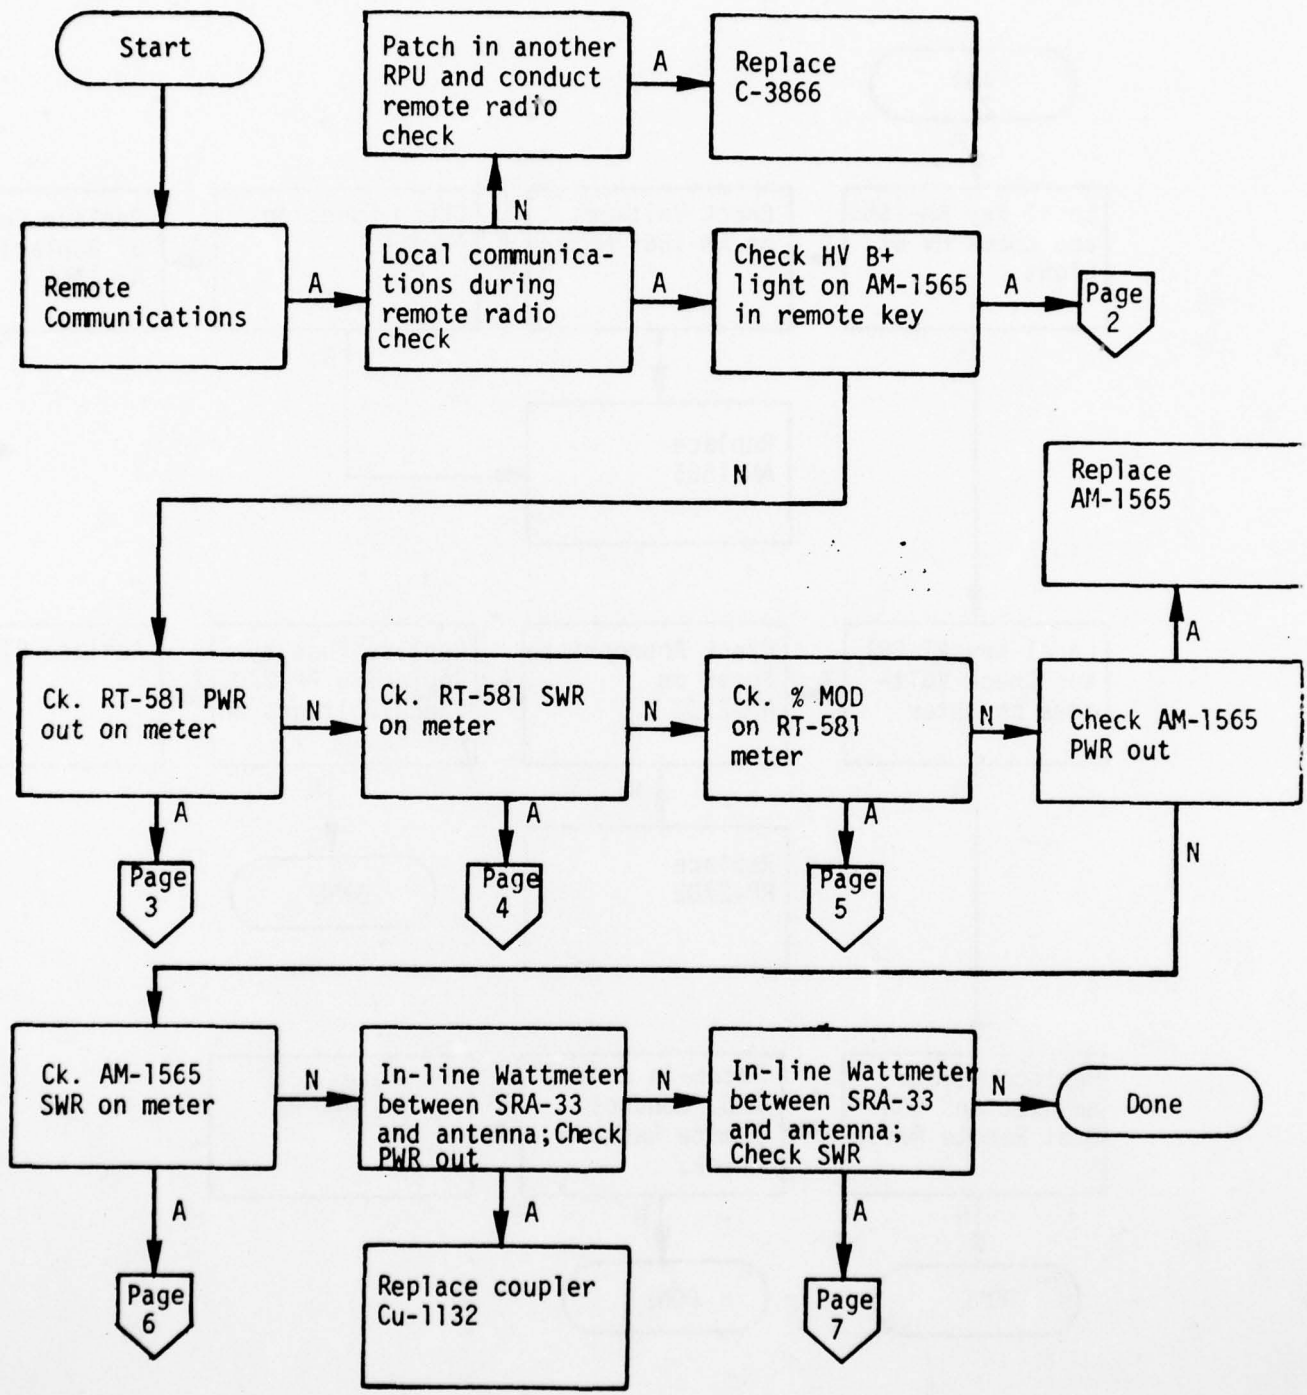 Start
Patch in another
RPU and conduct
remote radio
check
A
Replace
C-3866
N
Remote
Communications
A
Local communica-
tions during
remote radio
check
A
Check HV B+
light on AM-1565
in remote key
A
Page
2
N
Replace
AM-1565
A
Ck. RT-581 PWR
out on meter
N
Ck. RT-581 SWR
on meter
N
Ck. % MOD
on RT-581
meter
N
Check AM-1565
PWR out
A
A
A
N
Page
3
Page
4
Page
5
Ck. AM-1565
SWR on meter
N
In-line Wattmeter
between SRA-33
and antenna;Check
PWR out
N
In-line Wattmeter
between SRA-33
and antenna;
Check SWR
N
Done
A
A
A
Page
6
Replace coupler
Cu-1132
Page
7